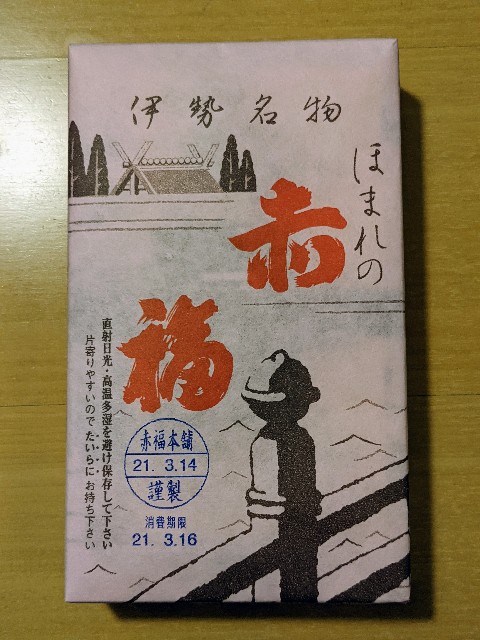 伊勢名物
ほまれの
赤福
直射日光・高温多湿を避け保存して下さい
片寄りやすいので たいらに お持ち下さい
赤福本舗
21. 3.14
謹製
消費期限
21. 3.16